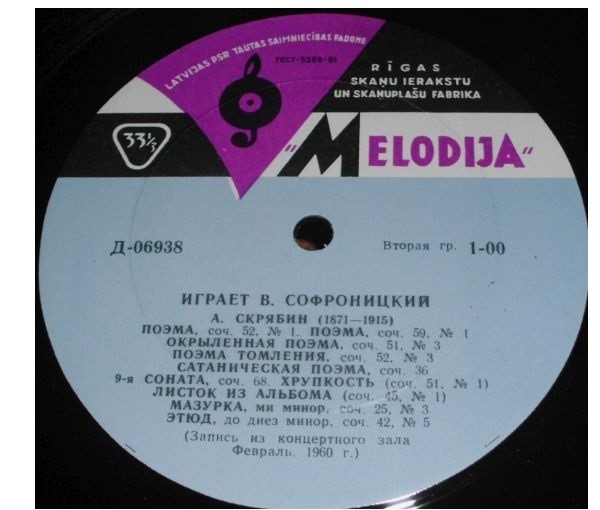 LATVIJAS PSR TAUTAS SAIMNIECĪBAS PADOME
ГОСТ-5289-61
RĪGAS
SKAŅU IERAKSTU
UN SKAŅUPLAŠU FABRIKA
33⅓
"MELODIJA"
Д-06938
Вторая гр. 1-00
ИГРАЕТ В. СОФРОНИЦКИЙ
А. СКРЯБИН (1871—1915)
ПОЭМА, соч. 52, № 1. ПОЭМА, соч. 59, № 1
ОКРЫЛЕННАЯ ПОЭМА, соч. 51, № 3
ПОЭМА ТОМЛЕНИЯ, соч. 52, № 3
САТАНИЧЕСКАЯ ПОЭМА, соч. 36
9-я СОНАТА, соч. 68. ХРУПКОСТЬ (соч. 51, № 1)
ЛИСТОК ИЗ АЛЬБОМА (соч. 45, № 1)
МАЗУРКА, ми минор, соч. 25, № 3
ЭТЮД, до диез минор, соч. 42, № 5
(Запись из концертного зала
Февраль, 1960 г.)